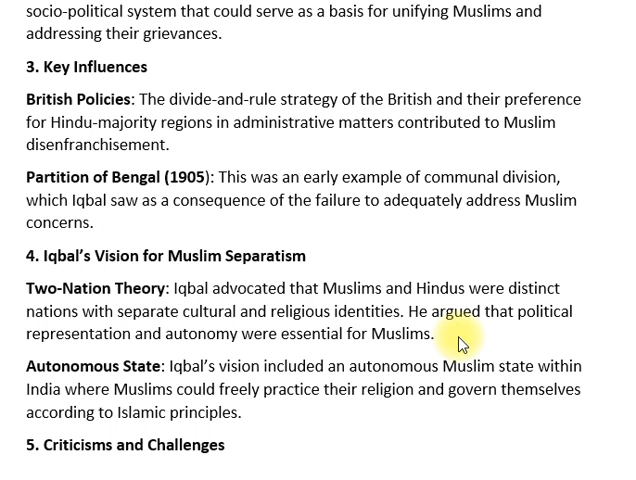 socio-political system that could serve as a basis for unifying Muslims and
addressing their grievances.
3. Key Influences
British Policies: The divide-and-rule strategy of the British and their preference
for Hindu-majority regions in administrative matters contributed to Muslim
disenfranchisement.
Partition of Bengal (1905): This was an early example of communal division,
which Iqbal saw as a consequence of the failure to adequately address Muslim
concerns.
4. Iqbal’s Vision for Muslim Separatism
Two-Nation Theory: Iqbal advocated that Muslims and Hindus were distinct
nations with separate cultural and religious identities. He argued that political
representation and autonomy were essential for Muslims.
Autonomous State: Iqbal’s vision included an autonomous Muslim state within
India where Muslims could freely practice their religion and govern themselves
according to Islamic principles.
5. Criticisms and Challenges